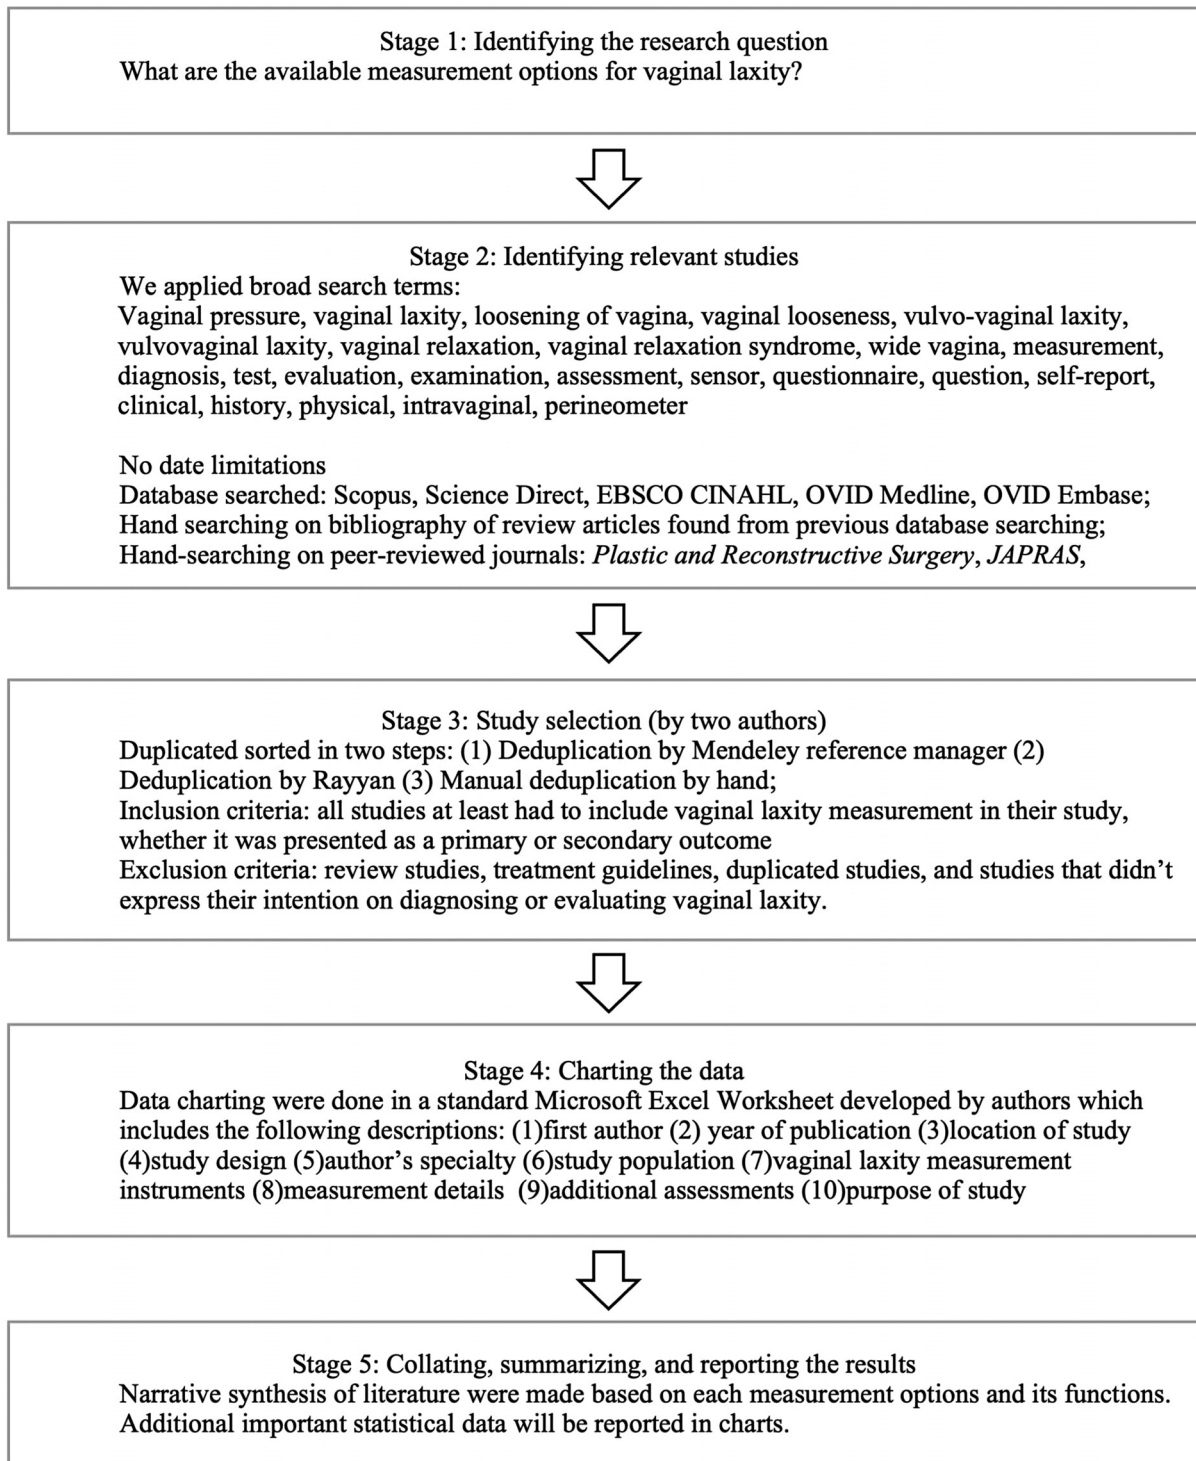 Stage 1: Identifying the research question
What are the available measurement options for vaginal laxity?
Stage 2: Identifying relevant studies
We applied broad search terms:
Vaginal pressure, vaginal laxity, loosening of vagina, vaginal looseness, vulvo-vaginal laxity,
vulvovaginal laxity, vaginal relaxation, vaginal relaxation syndrome, wide vagina, measurement,
diagnosis, test, evaluation, examination, assessment, sensor, questionnaire, question, self-report,
clinical, history, physical, intravaginal, perineometer
No date limitations
Database searched: Scopus, Science Direct, EBSCO CINAHL, OVID Medline, OVID Embase;
Hand searching on bibliography of review articles found from previous database searching;
Hand-searching on peer-reviewed journals: Plastic and Reconstructive Surgery, JAPRAS,
Stage 3: Study selection (by two authors)
Duplicated sorted in two steps: (1) Deduplication by Mendeley reference manager (2)
Deduplication by Rayyan (3) Manual deduplication by hand;
Inclusion criteria: all studies at least had to include vaginal laxity measurement in their study,
whether it was presented as a primary or secondary outcome
Exclusion criteria: review studies, treatment guidelines, duplicated studies, and studies that didn’t
express their intention on diagnosing or evaluating vaginal laxity.
Stage 4: Charting the data
Data charting were done in a standard Microsoft Excel Worksheet developed by authors which
includes the following descriptions: (1)first author (2) year of publication (3)location of study
(4)study design (5)author’s specialty (6)study population (7)vaginal laxity measurement
instruments (8)measurement details  (9)additional assessments (10)purpose of study
Stage 5: Collating, summarizing, and reporting the results
Narrative synthesis of literature were made based on each measurement options and its functions.
Additional important statistical data will be reported in charts.